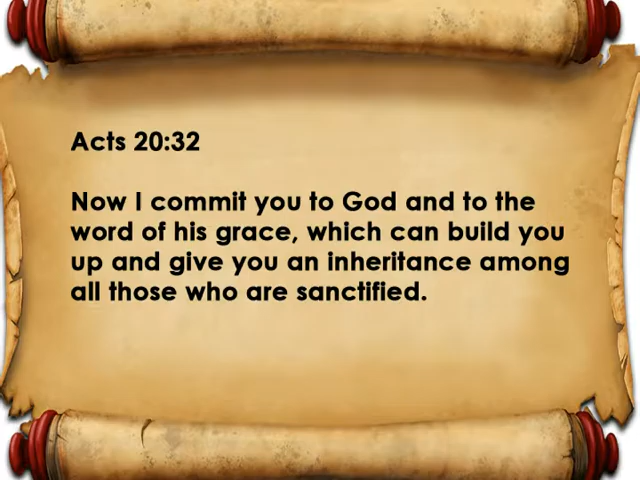 Acts 20:32
Now I commit you to God and to the
word of his grace, which can build you
up and give you an inheritance among
all those who are sanctified.